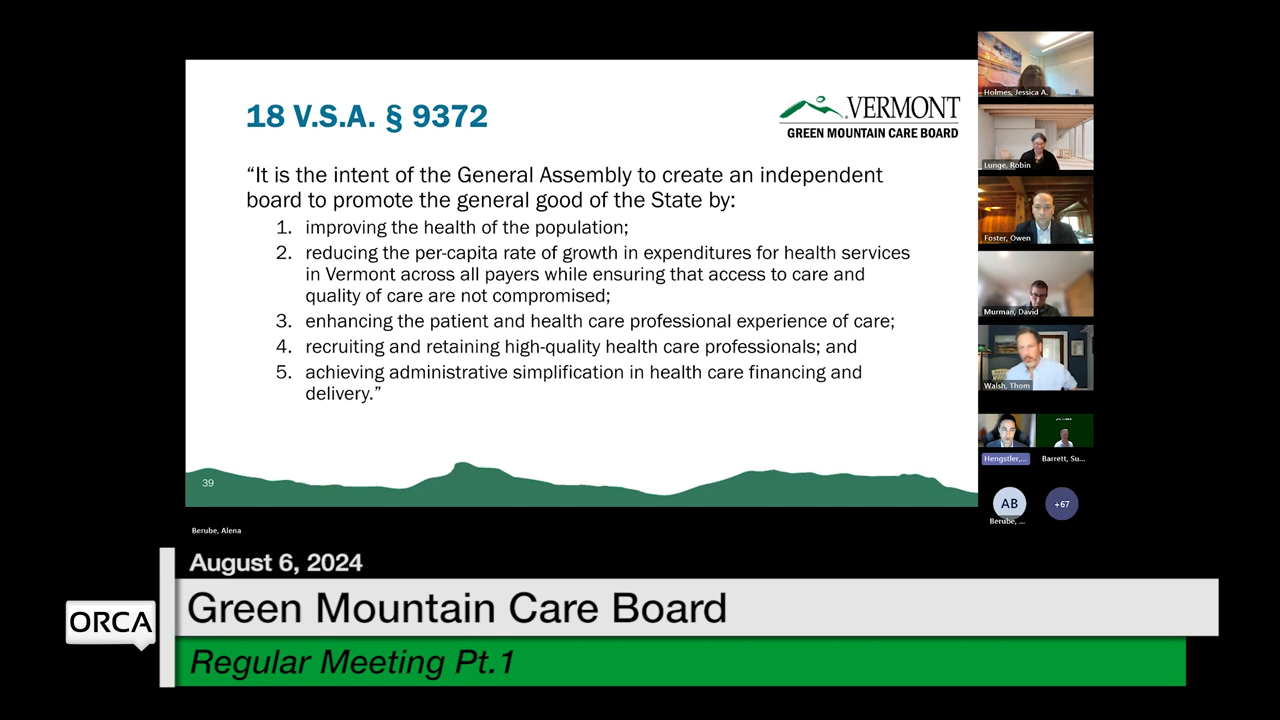 18 V.S.A. § 9372
VERMONT
GREEN MOUNTAIN CARE BOARD
“It is the intent of the General Assembly to create an independent
board to promote the general good of the State by:
1. improving the health of the population;
2. reducing the per-capita rate of growth in expenditures for health services
in Vermont across all payers while ensuring that access to care and
quality of care are not compromised;
3. enhancing the patient and health care professional experience of care;
4. recruiting and retaining high-quality health care professionals; and
5. achieving administrative simplification in health care financing and
delivery.”
39
Holmes, Jessica A.
Lunge, Robin
Foster, Owen
Murman, David
Walsh, Thom
Hengstler,...
Barrett, Su...
AB
+67
Berube, ...
Berube, Alena
August 6, 2024
ORCA
Green Mountain Care Board
Regular Meeting Pt.1